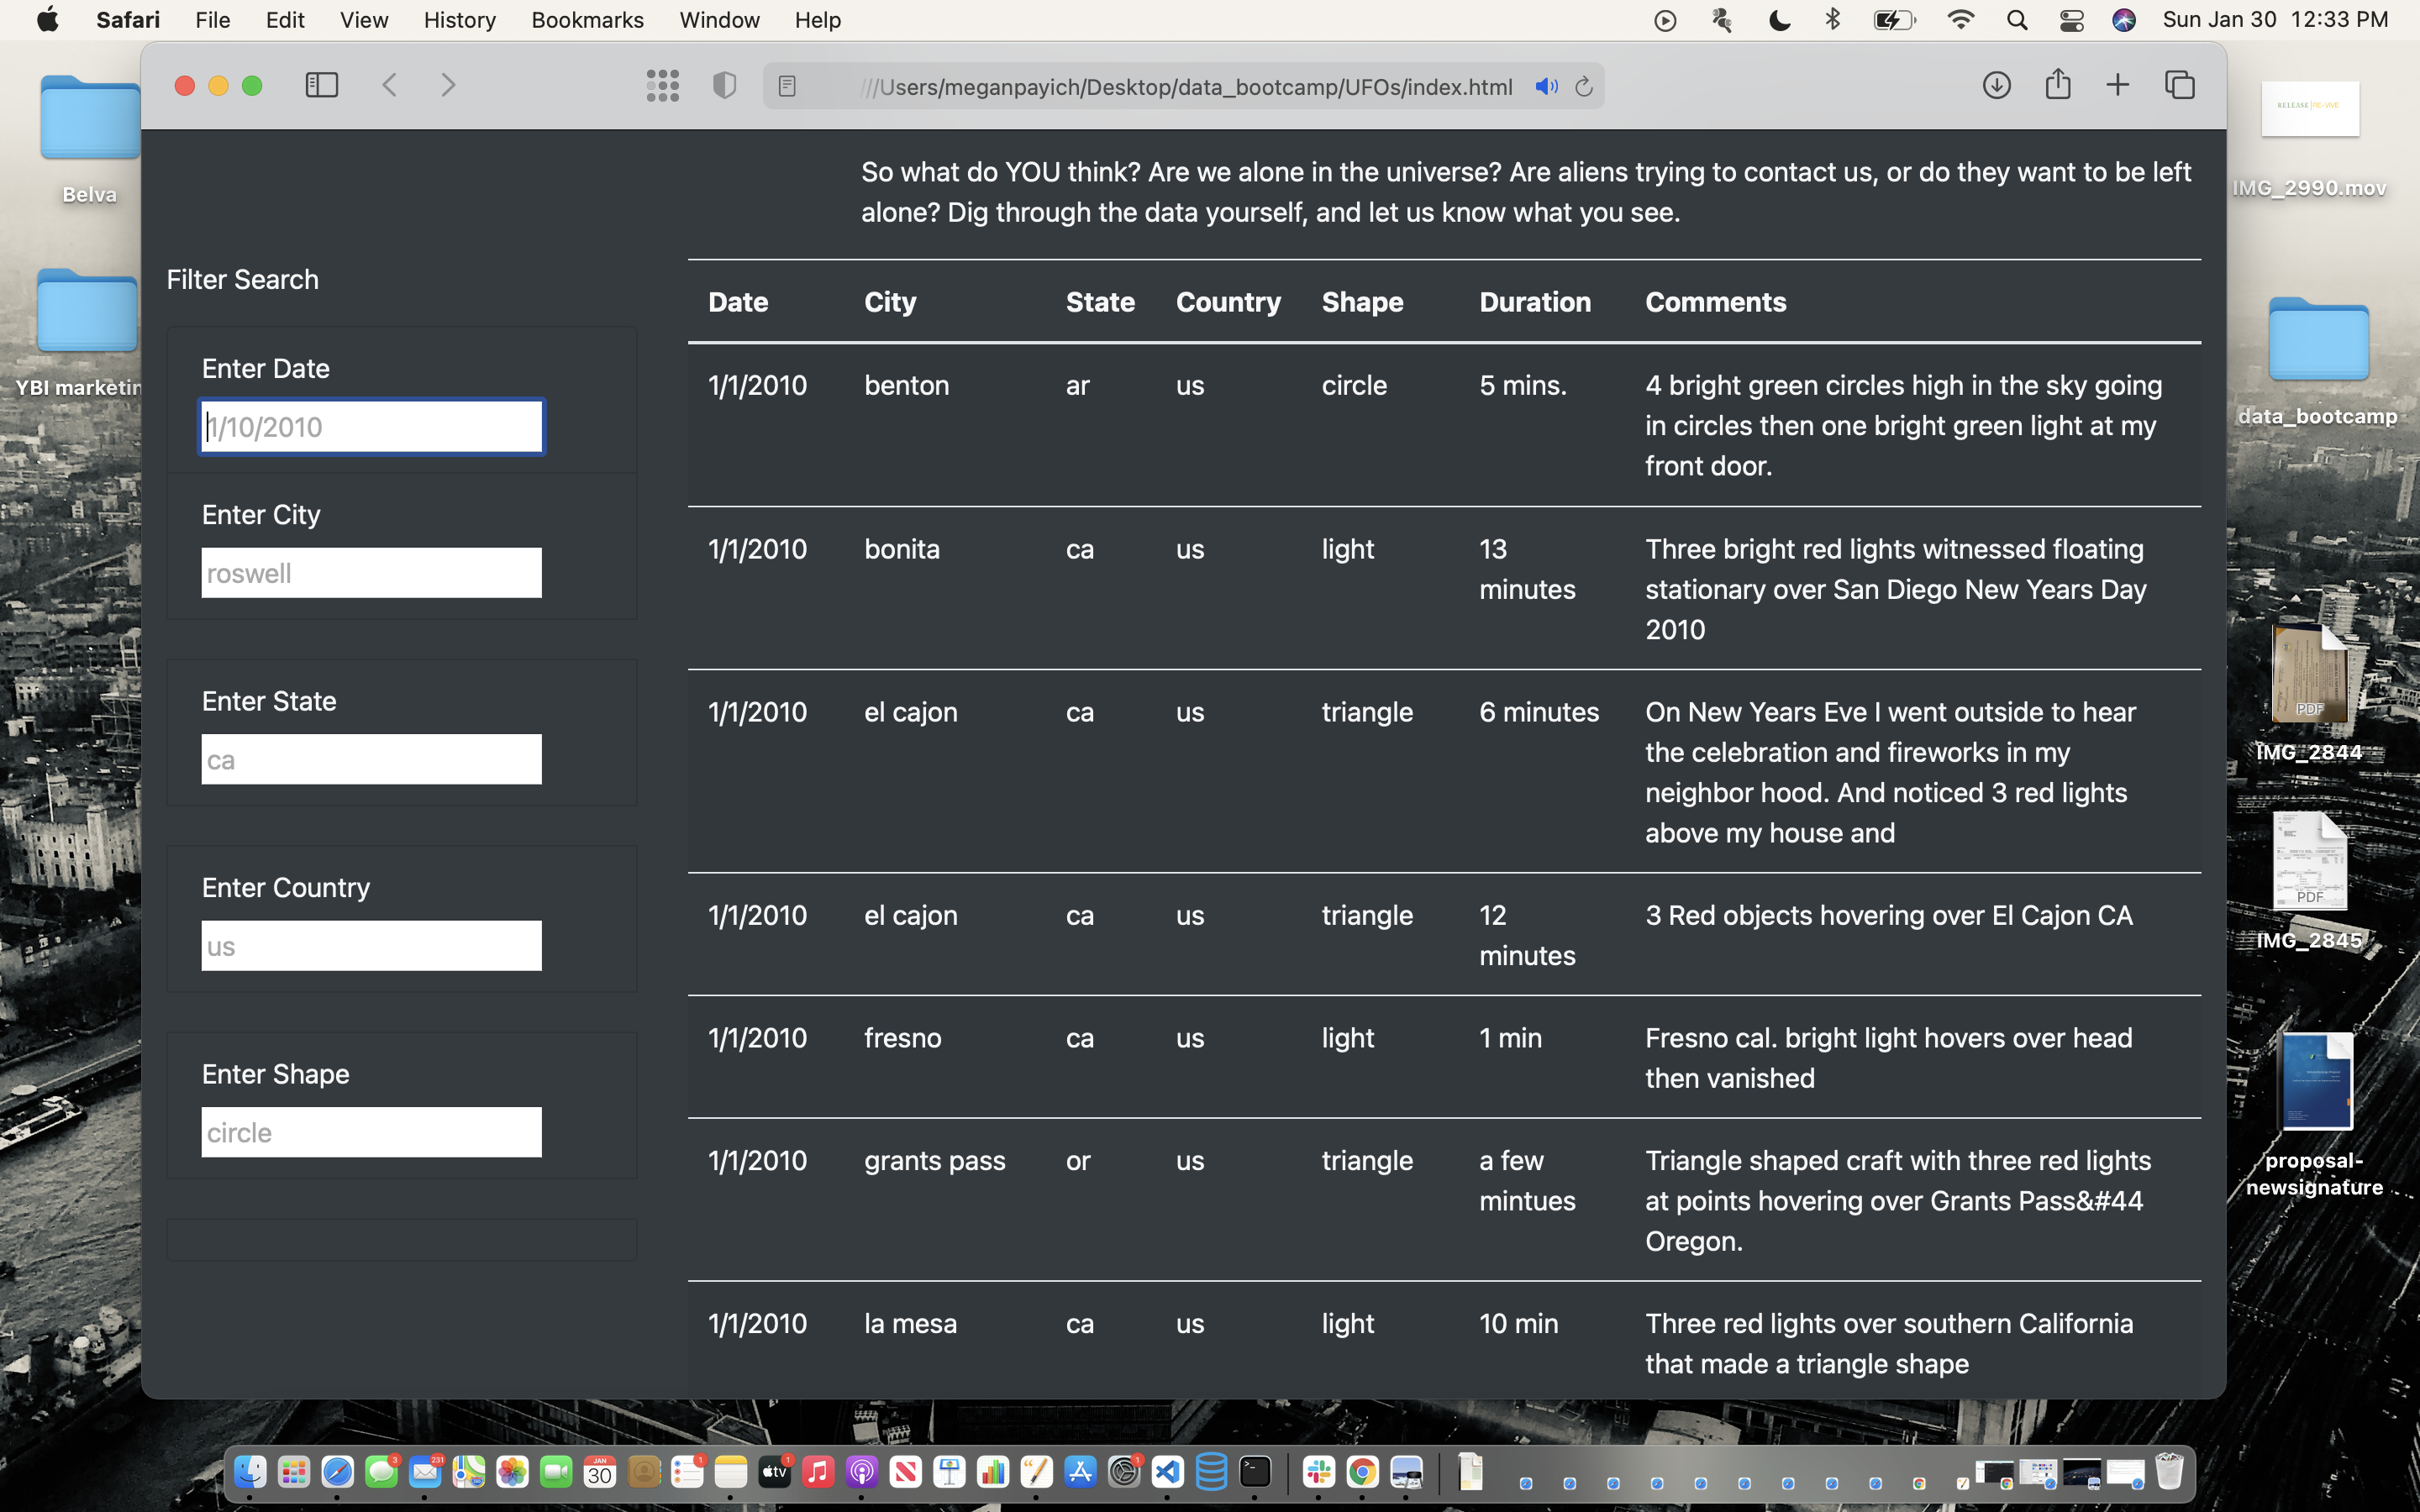 Safari File Edit View History Bookmarks Window Help
Sun Jan 30 12:33 PM
///Users/meganpayich/Desktop/data_bootcamp/UFOs/index.html
Belva
YBI marketin
RELEASE|RE-VIVE
IMG_2990.mov
data_bootcamp
PDF
IMG_2844
PDF
IMG_2845
proposal-
newsignature
So what do YOU think? Are we alone in the universe? Are aliens trying to contact us, or do they want to be left
alone? Dig through the data yourself, and let us know what you see.
Filter Search
Enter Date
1/10/2010
Enter City
roswell
Enter State
ca
Enter Country
us
Enter Shape
circle
Date City State Country Shape Duration Comments
1/1/2010 benton ar us circle 5 mins. 4 bright green circles high in the sky going
in circles then one bright green light at my
front door.
1/1/2010 bonita ca us light 13 Three bright red lights witnessed floating
minutes stationary over San Diego New Years Day
2010
1/1/2010 el cajon ca us triangle 6 minutes On New Years Eve I went outside to hear
the celebration and fireworks in my
neighbor hood. And noticed 3 red lights
above my house and
1/1/2010 el cajon ca us triangle 12 3 Red objects hovering over El Cajon CA
minutes
1/1/2010 fresno ca us light 1 min Fresno cal. bright light hovers over head
then vanished
1/1/2010 grants pass or us triangle a few Triangle shaped craft with three red lights
mintues at points hovering over Grants Pass&#44
Oregon.
1/1/2010 la mesa ca us light 10 min Three red lights over southern California
that made a triangle shape
3 231 JAN 30 1 tv 1 1